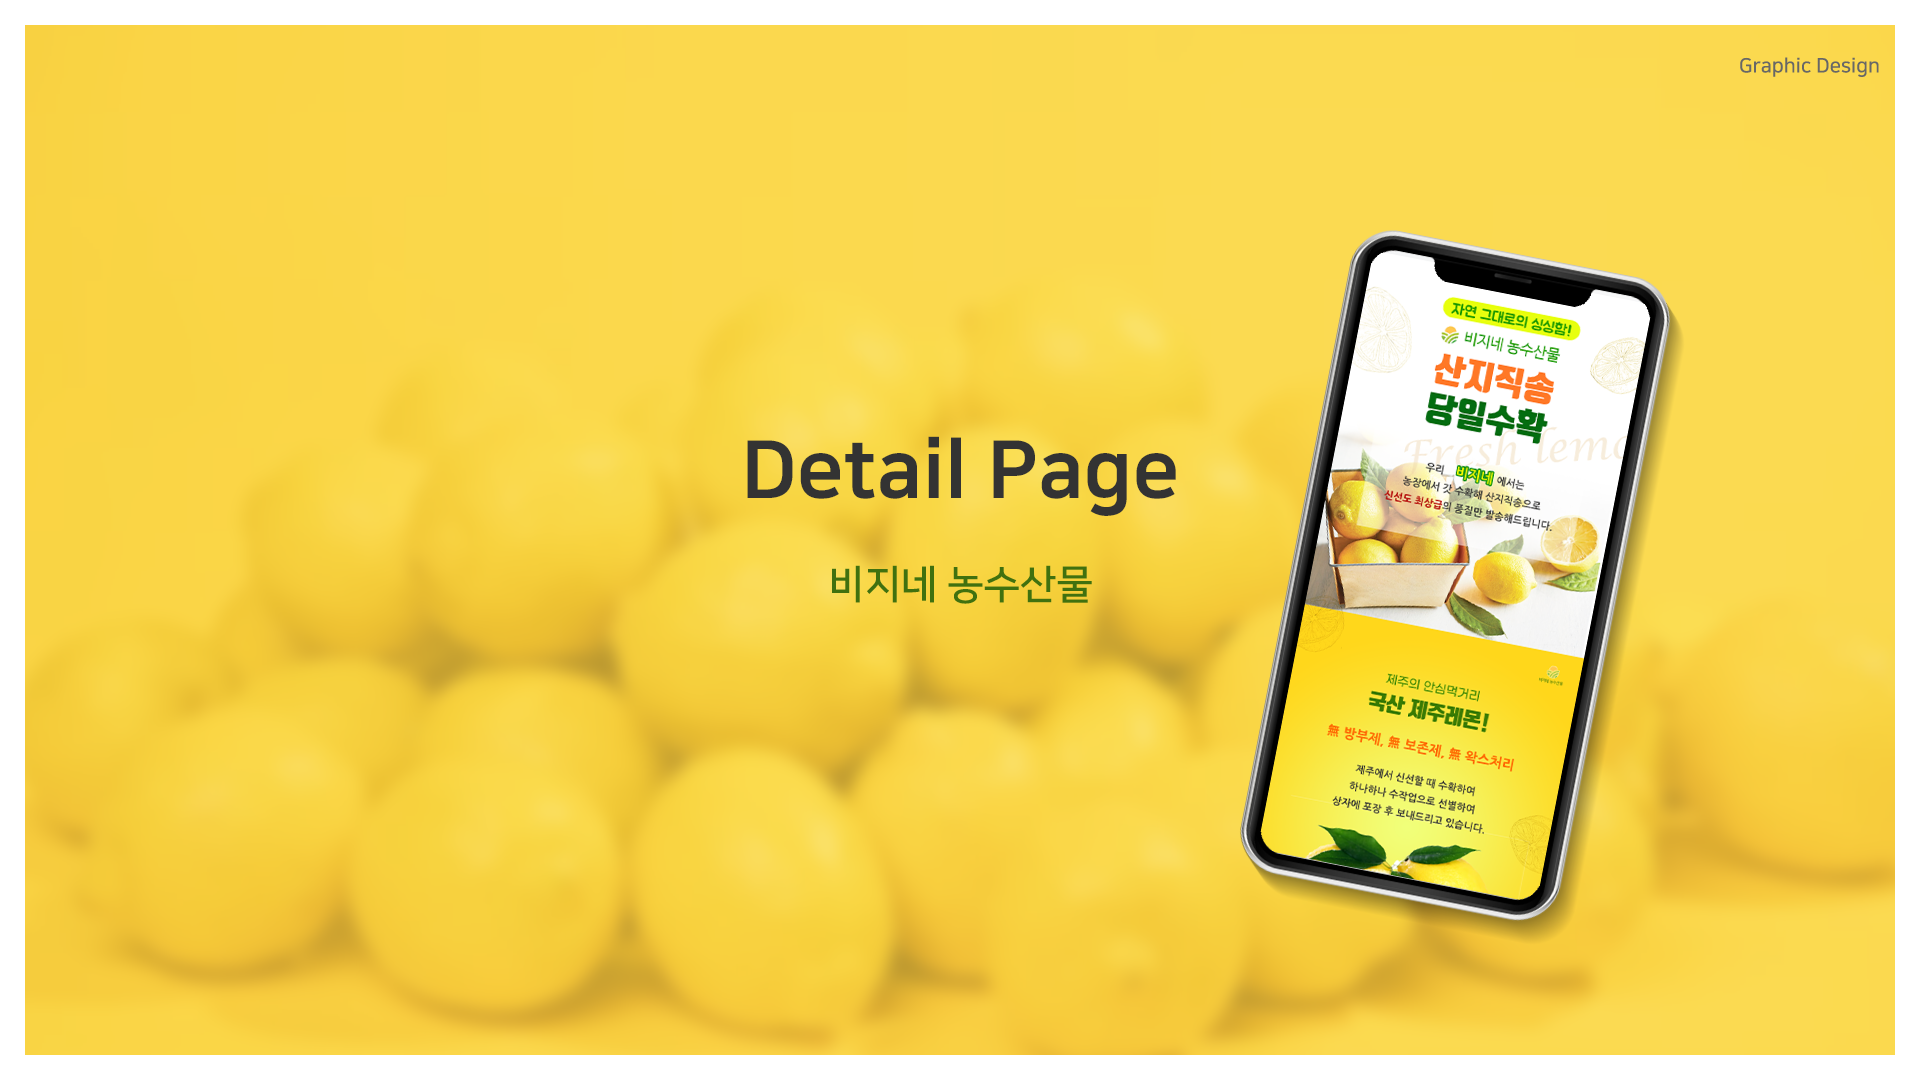 Graphic Design
Detail Page
비지네 농수산물
자연 그대로의 싱싱함!
비지네 농수산물
산지직송
당일수확
Fresh lemo
우리 비지네 에서는
농장에서 갓 수확해 산지직송으로
신선도 최상급의 품질만 발송해드립니다.
제주의 안심먹거리
국산 제주레몬!
無 방부제, 無 보존제, 無 왁스처리
제주에서 신선할 때 수확하여
하나하나 수작업으로 선별하여
상자에 포장 후 보내드리고 있습니다.